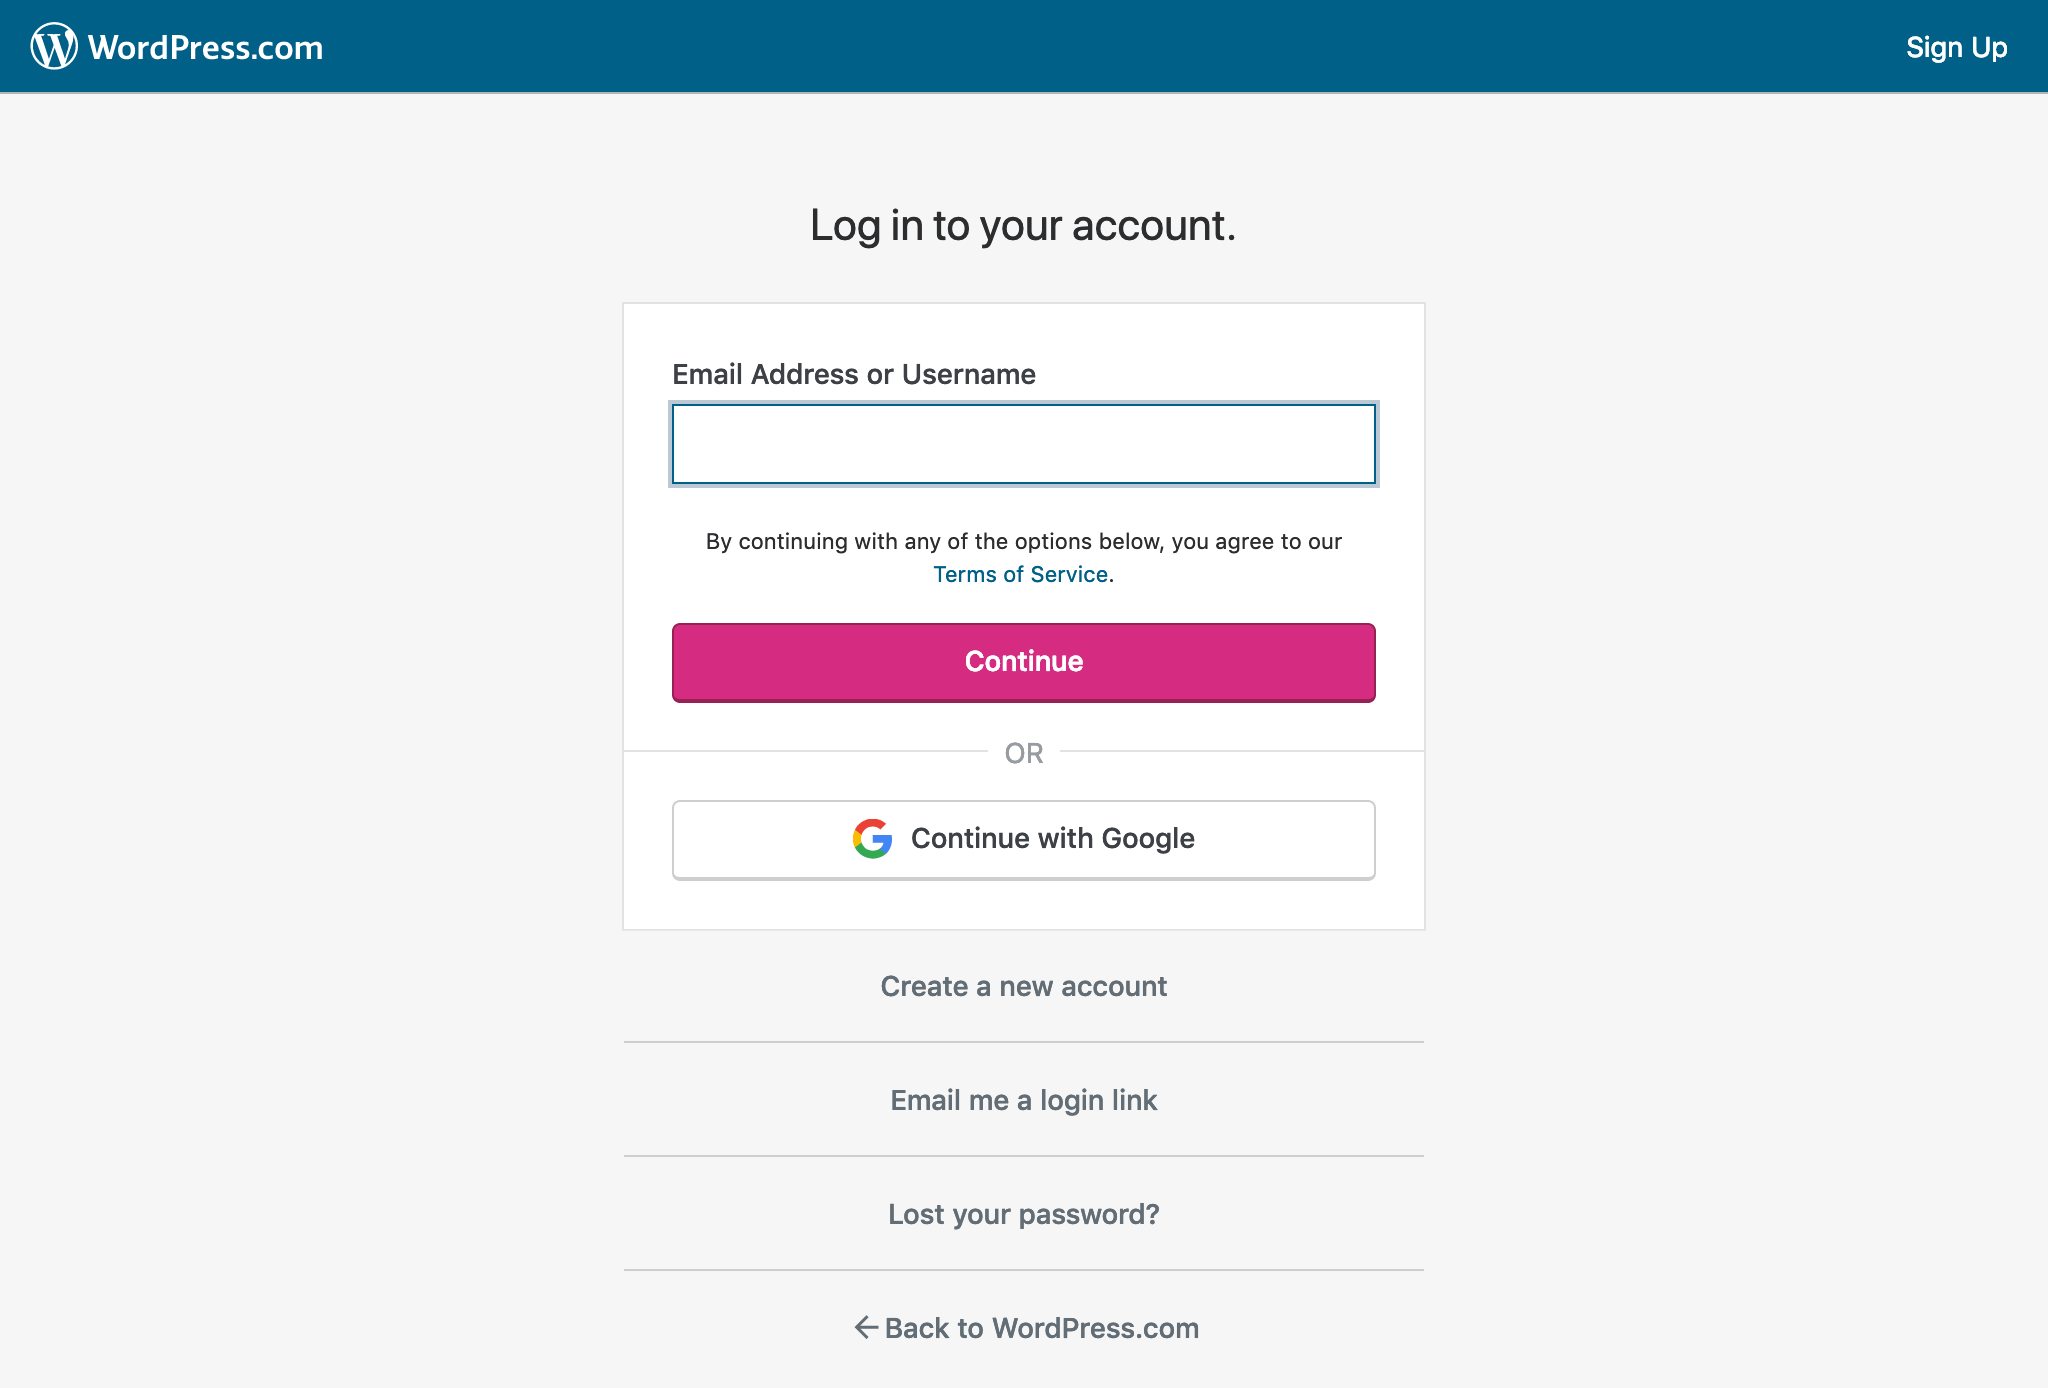 WordPress.com
Sign Up
Log in to your account.
Email Address or Username
By continuing with any of the options below, you agree to our
Terms of Service.
Continue
OR
Continue with Google
Create a new account
Email me a login link
Lost your password?
Back to WordPress.com